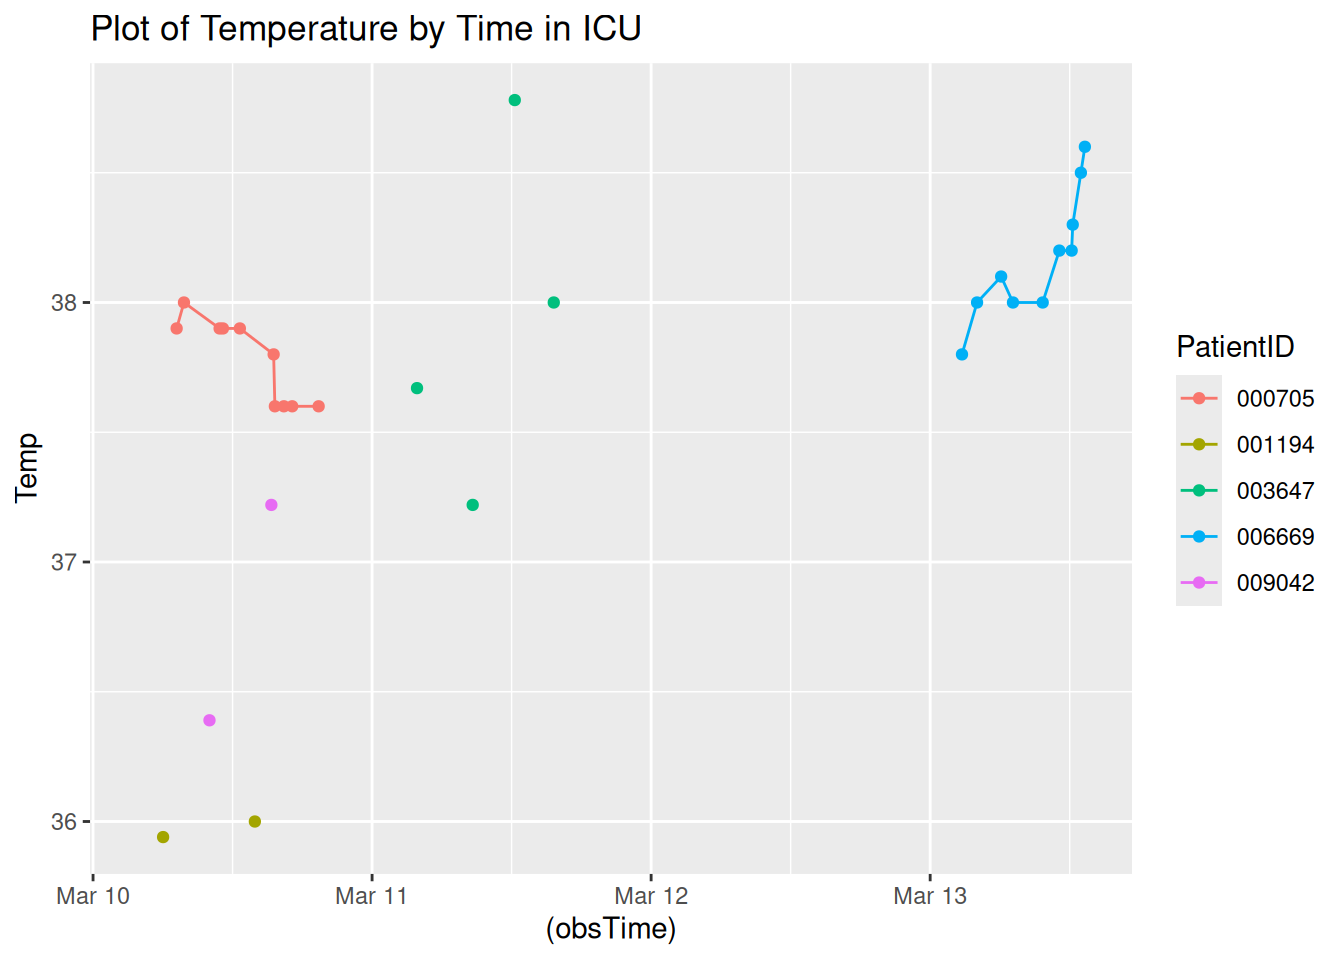 Plot of Temperature by Time in ICU
Temp
38
37
36
Mar 10
Mar 11
Mar 12
Mar 13
(obsTime)
PatientID
000705
001194
003647
006669
009042